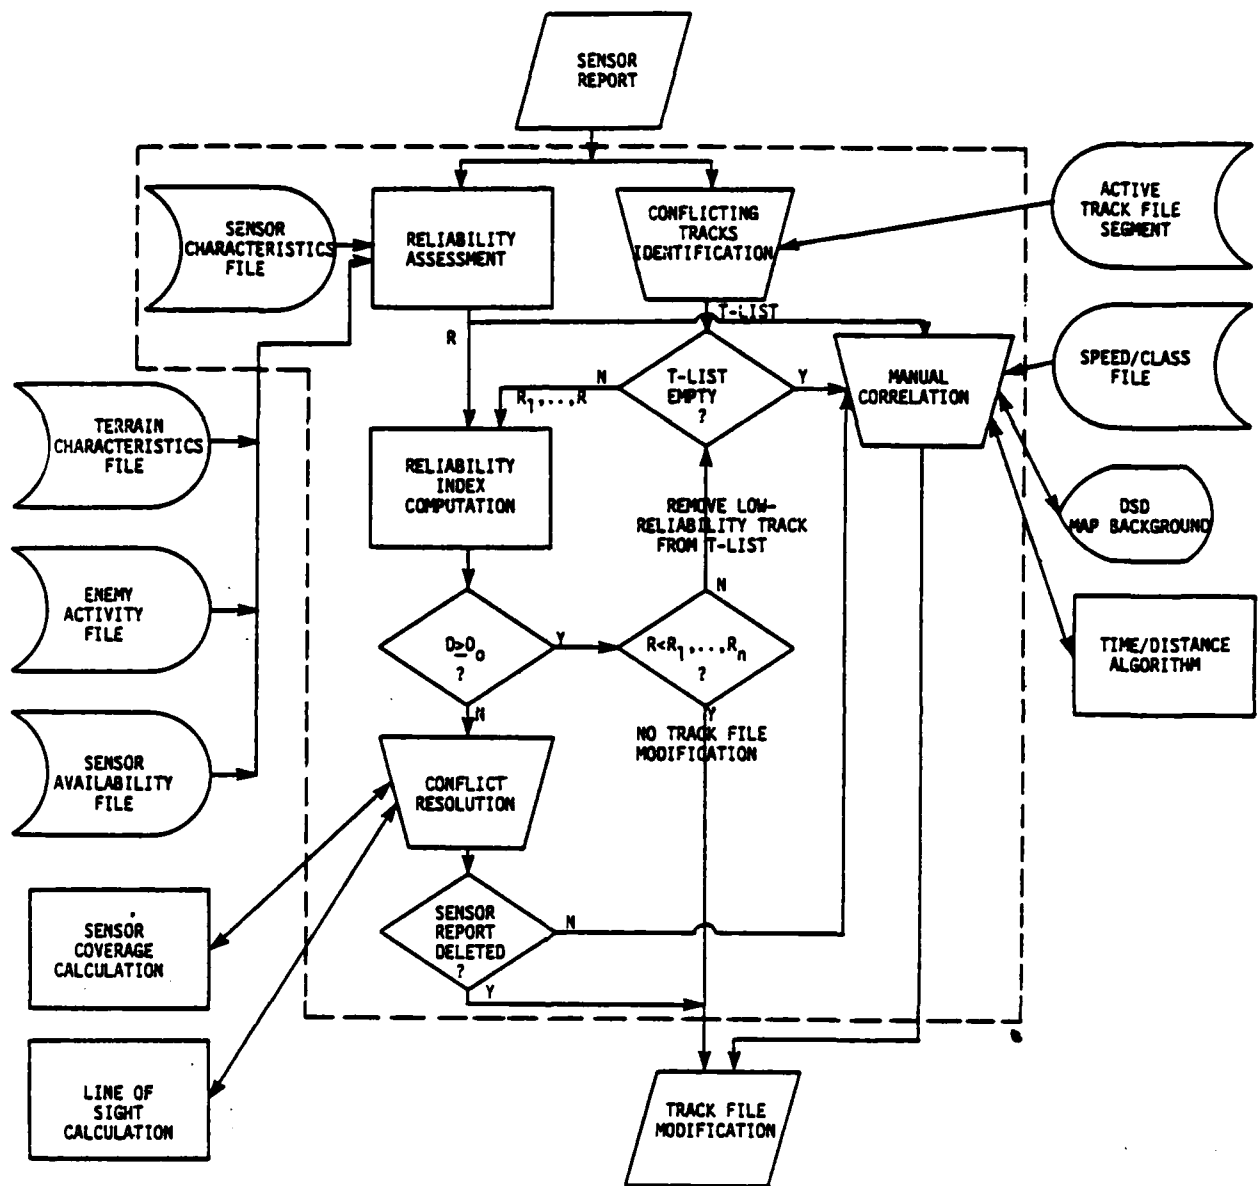 SENSOR
REPORT
SENSOR
CHARACTERISTICS
FILE
RELIABILITY
ASSESSMENT
CONFLICTING
TRACKS
IDENTIFICATION
ACTIVE
TRACK FILE
SEGMENT
T-LIST
R
N
R1,...,R
T-LIST
EMPTY
?
Y
MANUAL
CORRELATION
SPEED/CLASS
FILE
TERRAIN
CHARACTERISTICS
FILE
RELIABILITY
INDEX
COMPUTATION
REMOVE LOW-
RELIABILITY TRACK
FROM T-LIST
DSD
MAP BACKGROUND
ENEMY
ACTIVITY
FILE
N
D≥Do
?
Y
R<R1,...,Rn
?
TIME/DISTANCE
ALGORITHM
N
Y
NO TRACK FILE
MODIFICATION
SENSOR
AVAILABILITY
FILE
CONFLICT
RESOLUTION
SENSOR
COVERAGE
CALCULATION
SENSOR
REPORT
DELETED
?
N
Y
LINE OF
SIGHT
CALCULATION
TRACK FILE
MODIFICATION